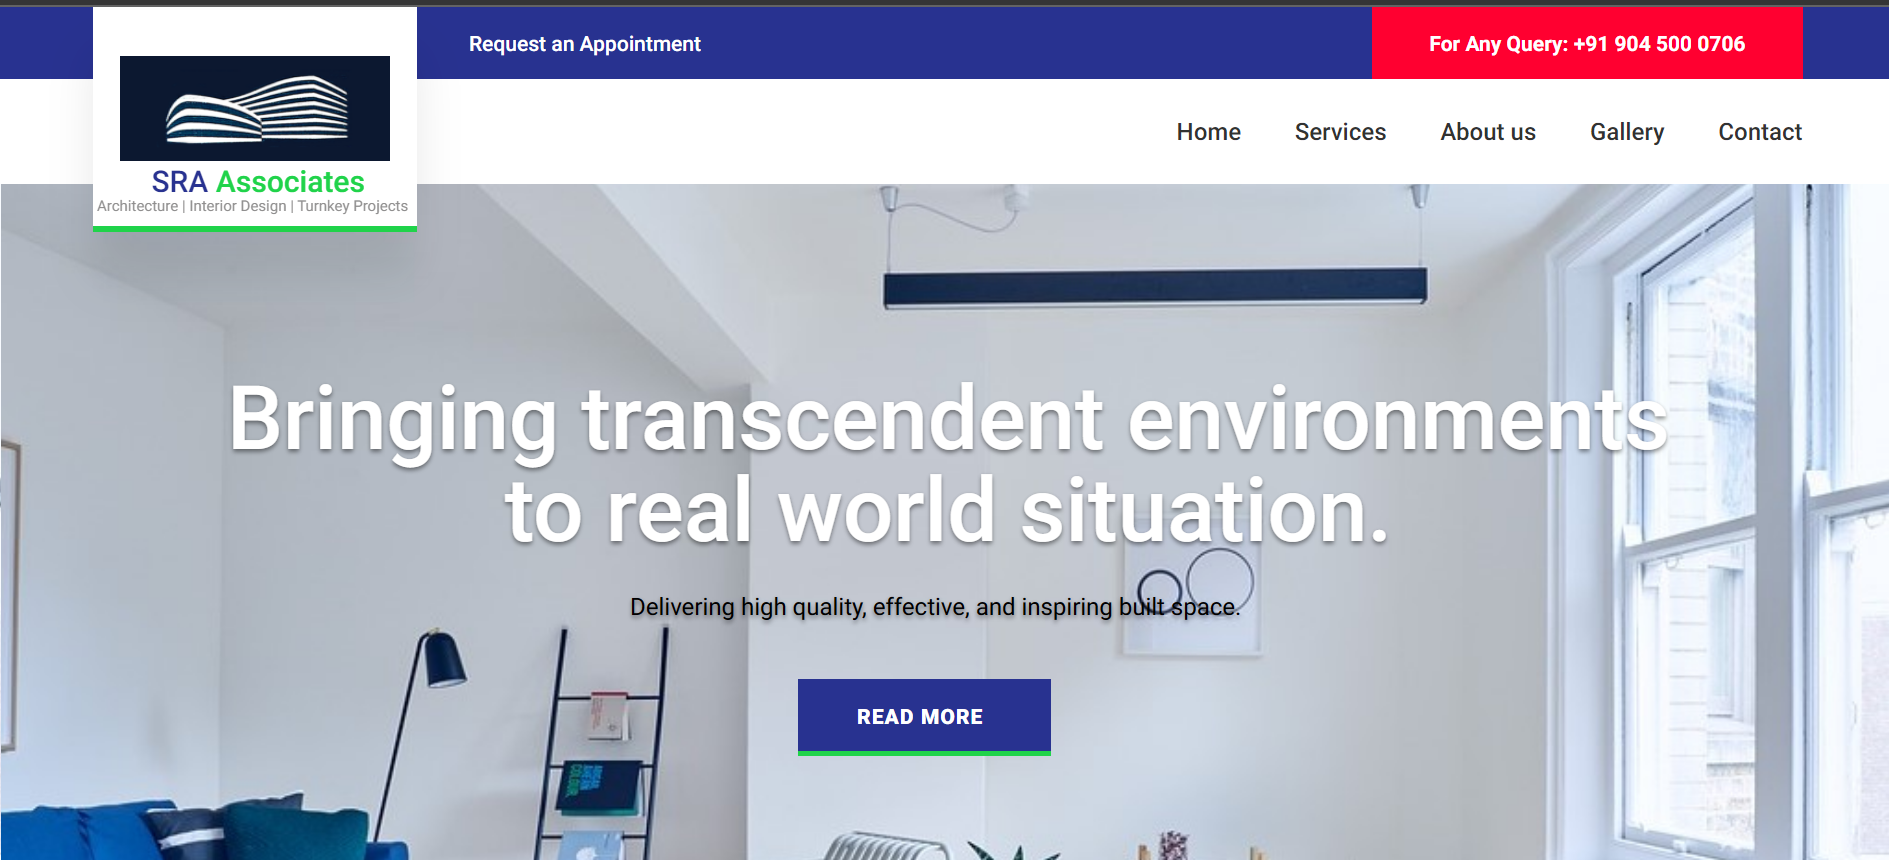 Request an Appointment
For Any Query: +91 904 500 0706
SRA Associates
Architecture | Interior Design | Turnkey Projects
Home
Services
About us
Gallery
Contact
Bringing transcendent environments
to real world situation.
Delivering high quality, effective, and inspiring built space.
READ MORE